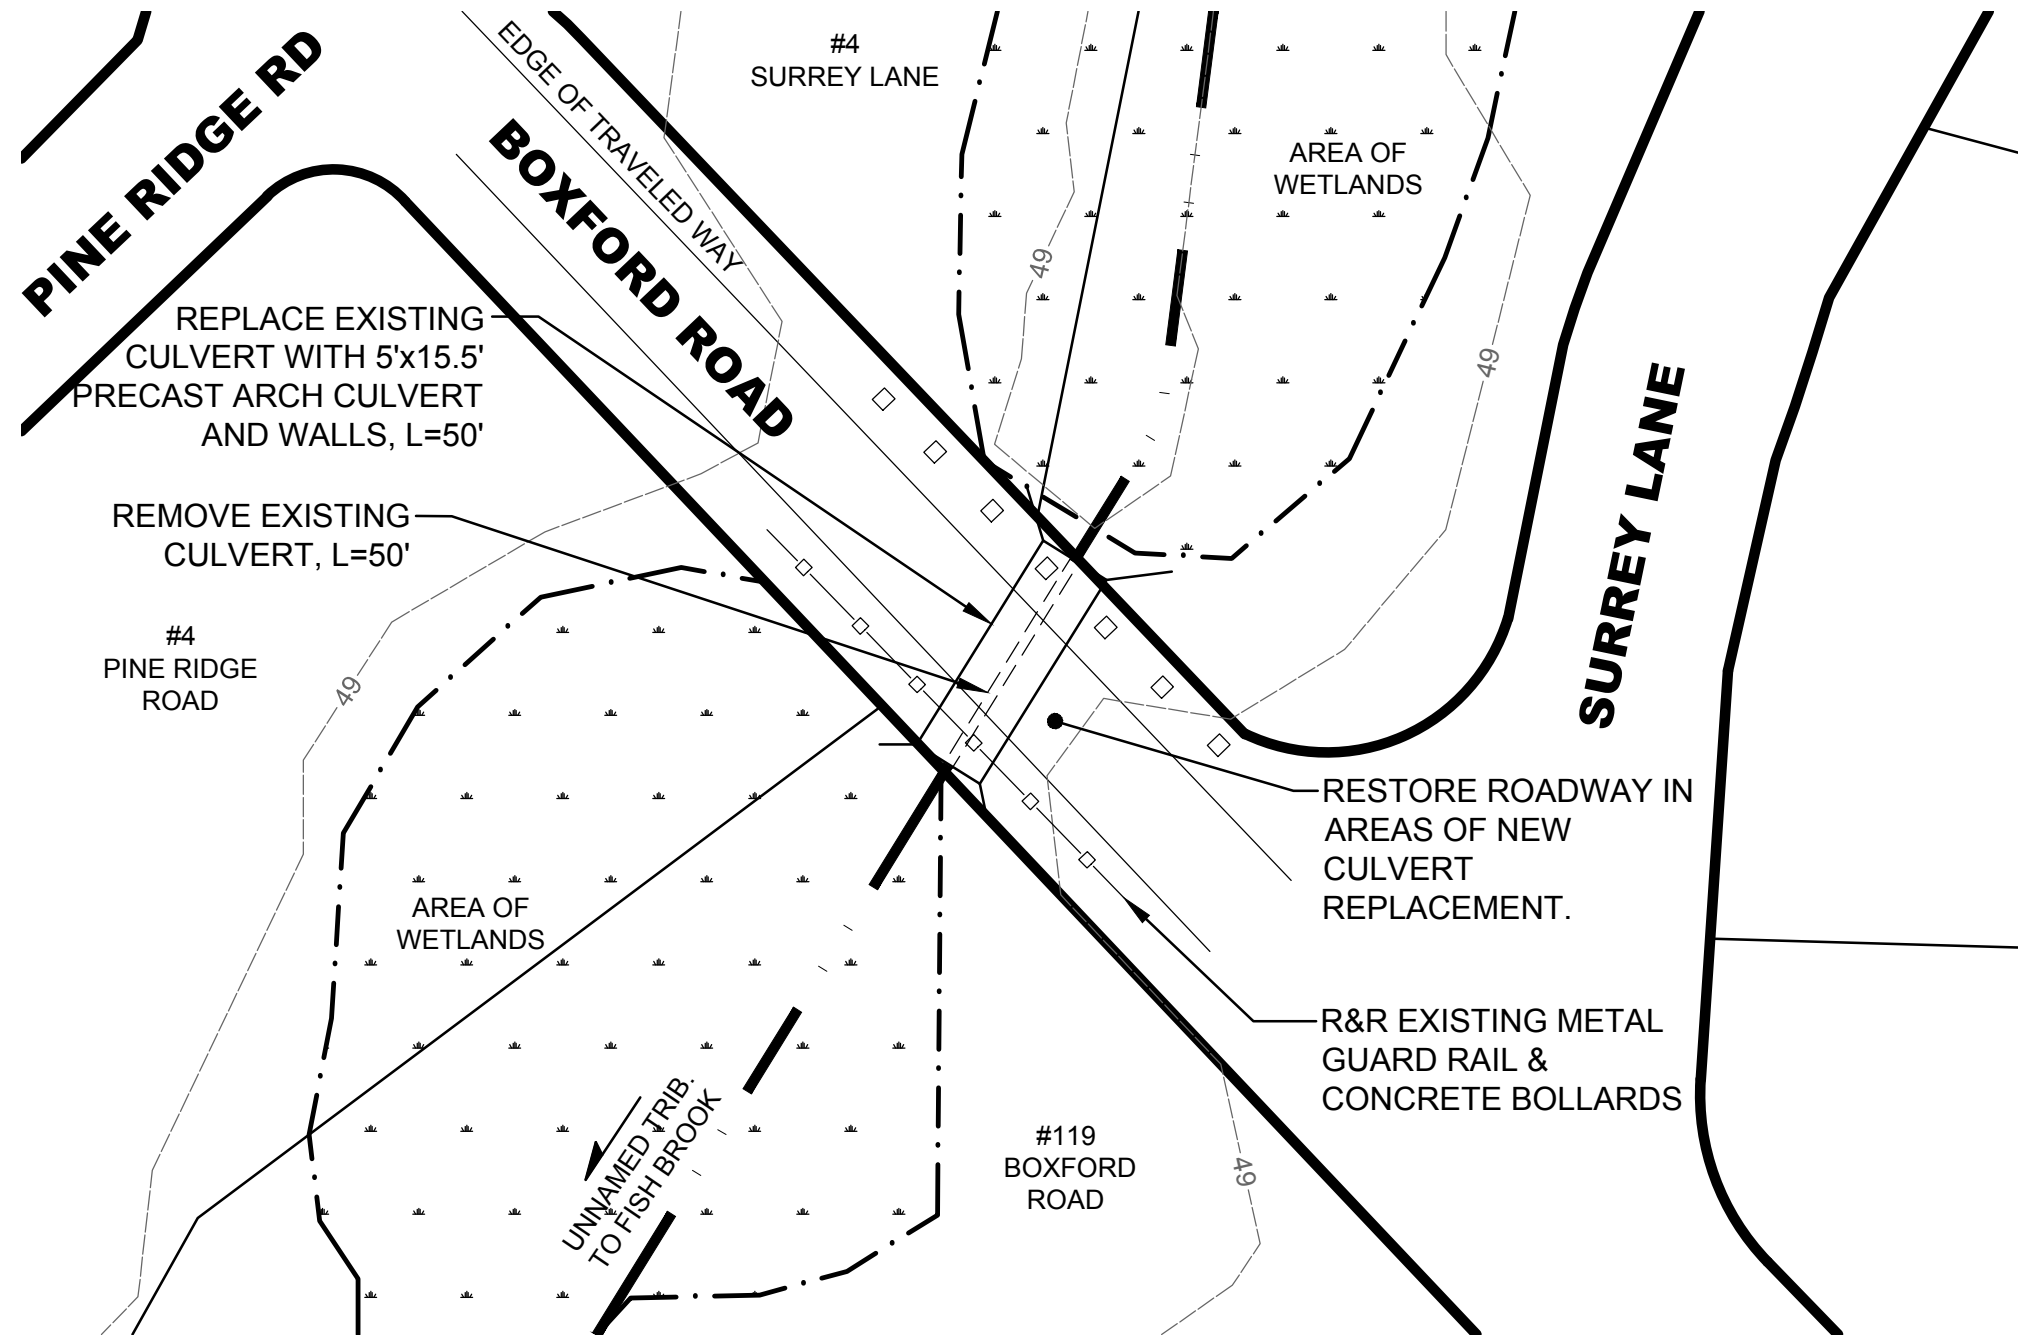 PINE RIDGE RD
EDGE OF TRAVELED WAY
BOXFORD ROAD
#4
SURREY LANE
AREA OF
WETLANDS
49
49
SURREY LANE
REPLACE EXISTING
CULVERT WITH 5'x15.5'
PRECAST ARCH CULVERT
AND WALLS, L=50'
REMOVE EXISTING
CULVERT, L=50'
#4
PINE RIDGE
ROAD
49
AREA OF
WETLANDS
RESTORE ROADWAY IN
AREAS OF NEW
CULVERT
REPLACEMENT.
R&R EXISTING METAL
GUARD RAIL &
CONCRETE BOLLARDS
UNNAMED TRIB.
TO FISH BROOK
#119
BOXFORD
ROAD
49